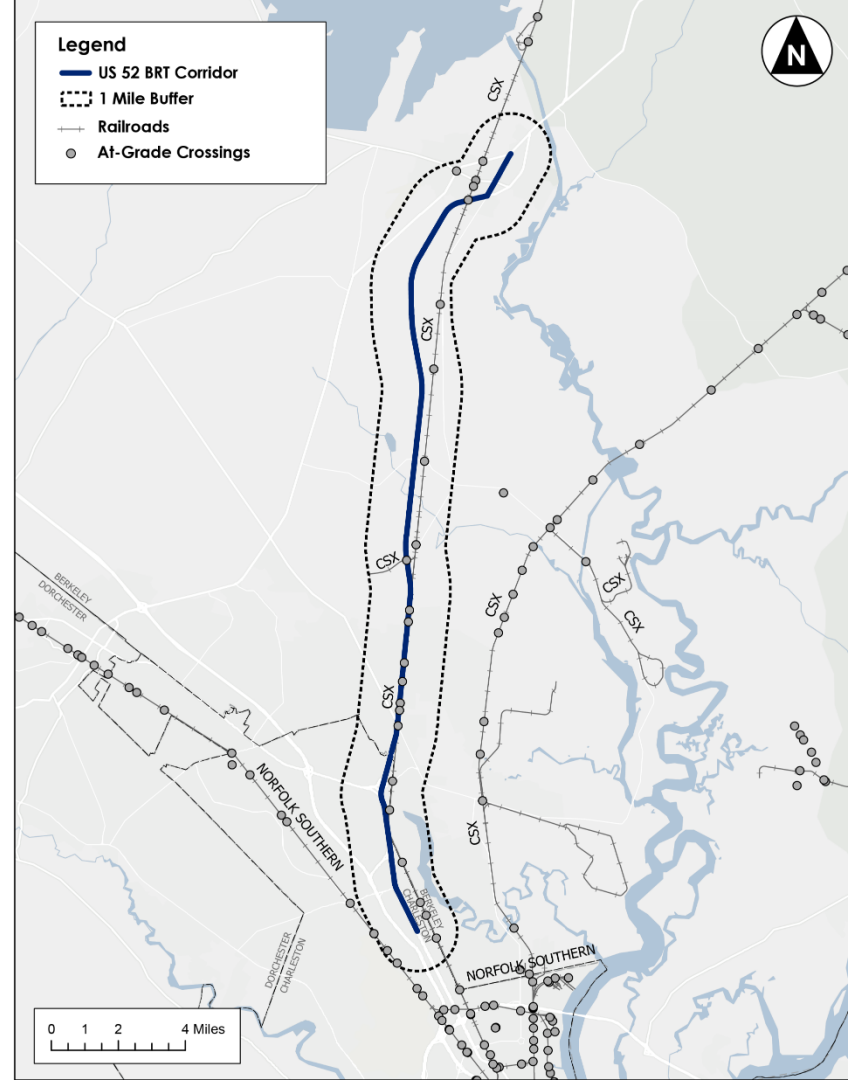 Legend
US 52 BRT Corridor
1 Mile Buffer
Railroads
At-Grade Crossings
N
CSX
CSX
CSX
BERKELEY
DORCHESTER
CSX
CSX
CSX
CSX
NORFOLK SOUTHERN
CSX
BERKELEY
CHARLESTON
DORCHESTER
CHARLESTON
NORFOLK SOUTHERN
0 1 2 4 Miles